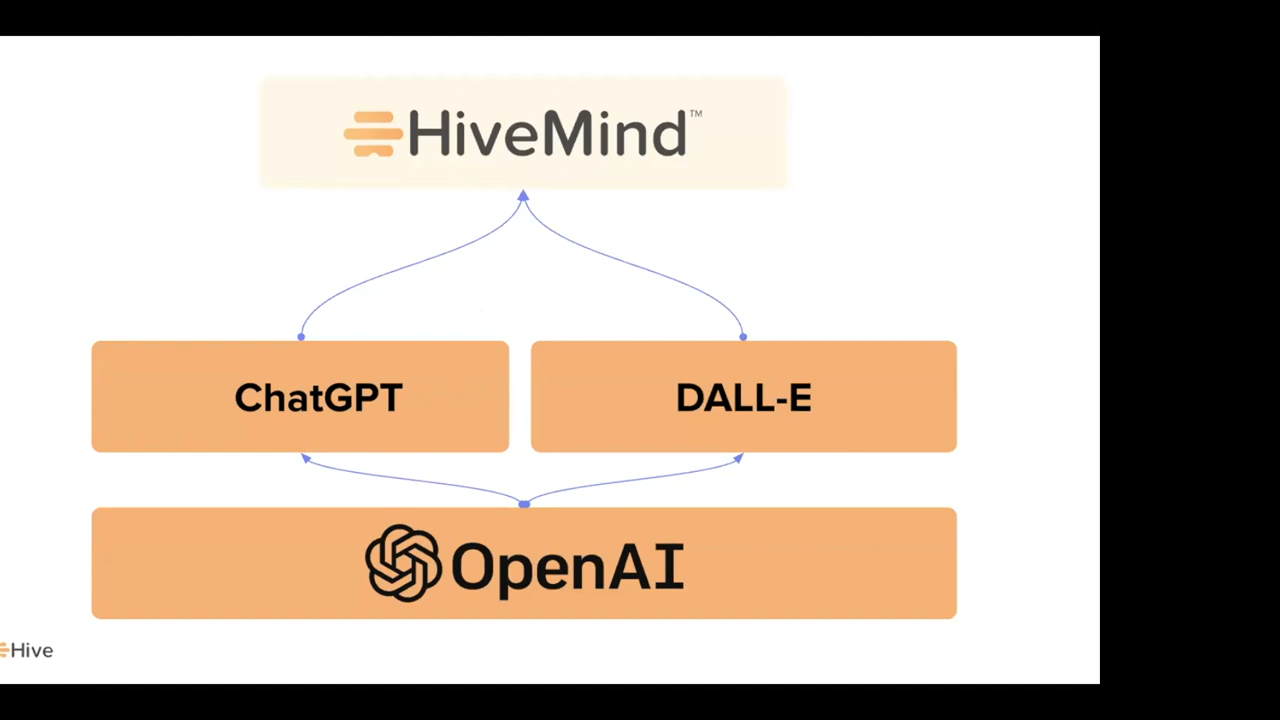 HiveMind™
ChatGPT
DALL-E
OpenAI
Hive